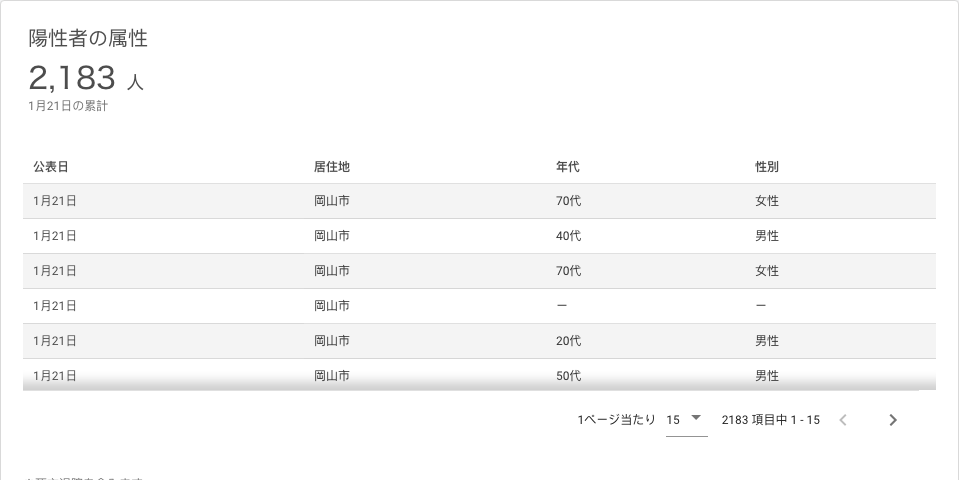 陽性者の属性
2,183 人
1月21日の累計
公表日 居住地 年代 性別
1月21日 岡山市 70代 女性
1月21日 岡山市 40代 男性
1月21日 岡山市 70代 女性
1月21日 岡山市 ー ー
1月21日 岡山市 20代 男性
1月21日 岡山市 50代 男性
1ページ当たり 15 2183 項目中 1 - 15